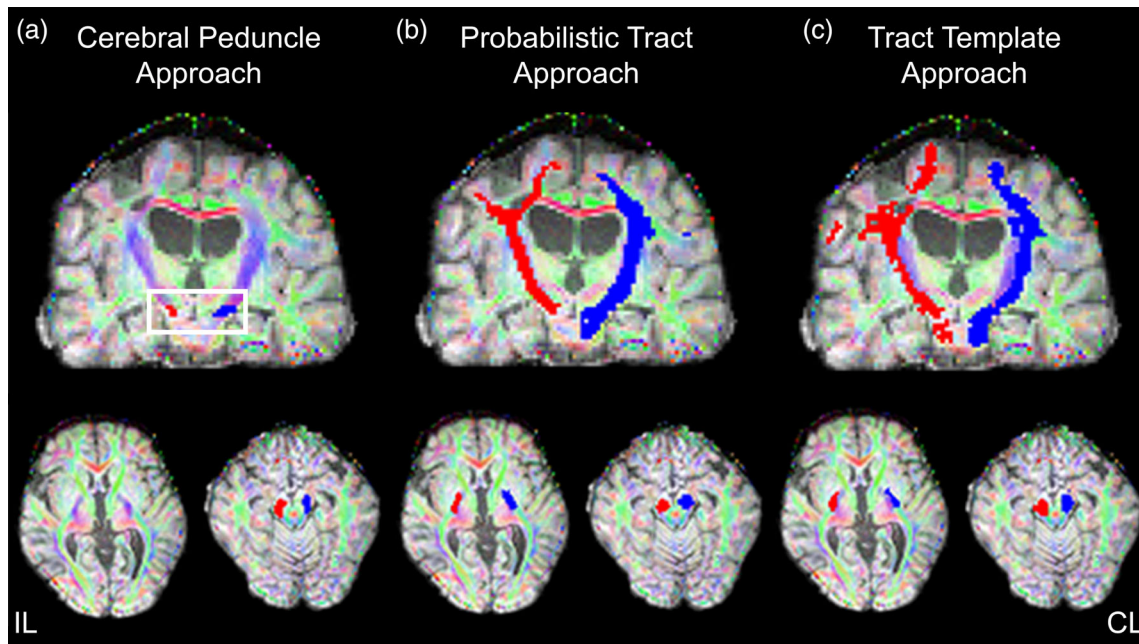 (a) Cerebral Peduncle
Approach
(b) Probabilistic Tract
Approach
(c) Tract Template
Approach
IL
CL